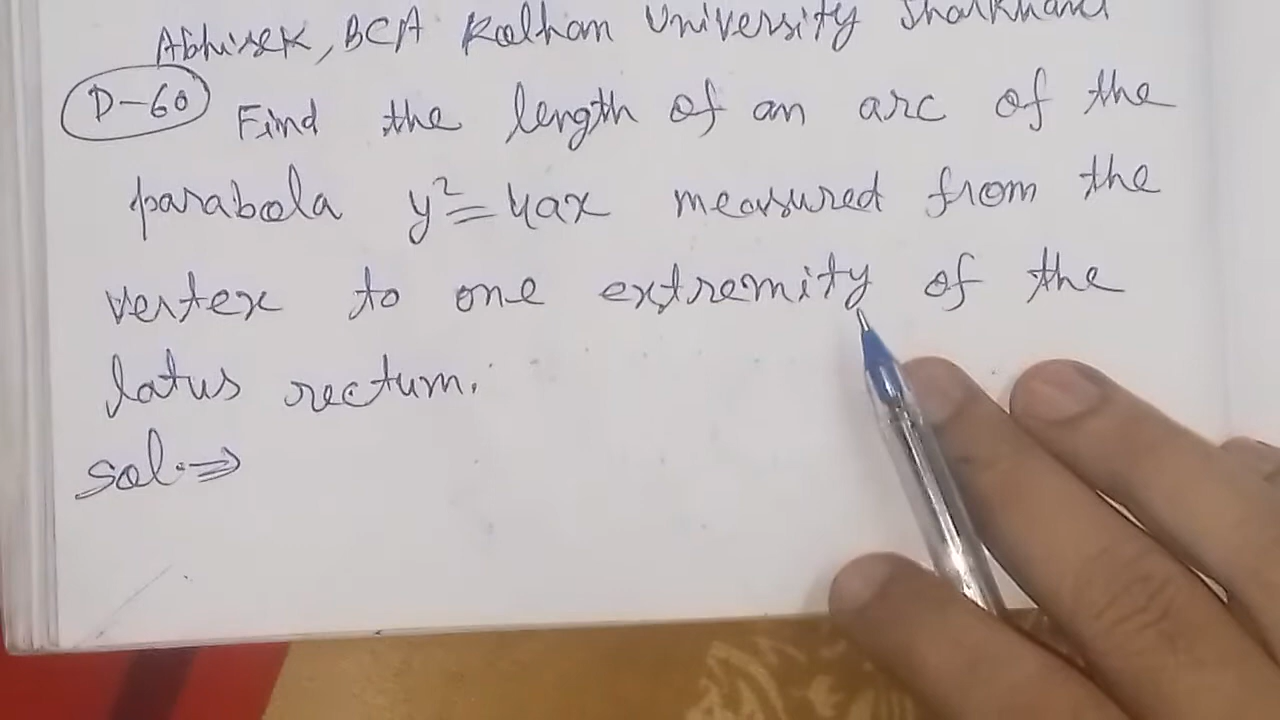 Abhisek, BCA Kolhan University Jharkhand
D-60 Find the length of an arc of the
parabola y²=4ax measured from the
vertex to one extremity of the
latus rectum.
Sol.⇒